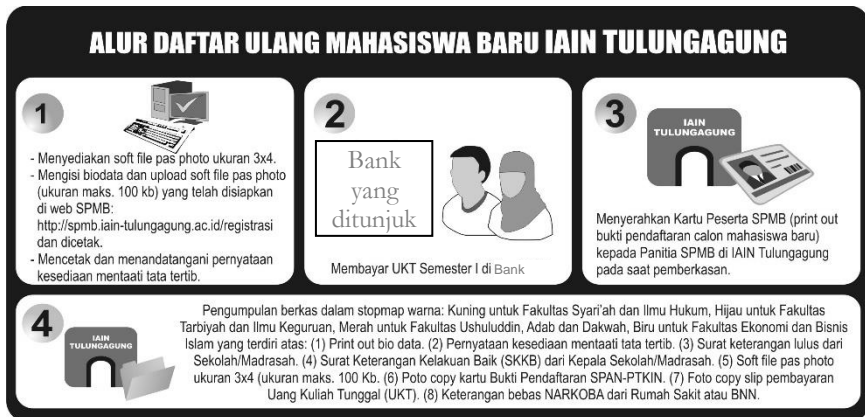 ALUR DAFTAR ULANG MAHASISWA BARU IAIN TULUNGAGUNG
1
- Menyediakan soft file pas photo ukuran 3x4.
- Mengisi biodata dan upload soft file pas photo
(ukuran maks. 100 kb) yang telah disiapkan
di web SPMB:
http://spmb.iain-tulungagung.ac.id/registrasi
dan dicetak.
- Mencetak dan menandatangani pernyataan
kesediaan mentaati tata tertib.
2
Bank
yang
ditunjuk
Membayar UKT Semester I di Bank
3
IAIN
TULUNGAGUNG
Menyerahkan Kartu Peserta SPMB (print out
bukti pendaftaran calon mahasiswa baru)
kepada Panitia SPMB di IAIN Tulungagung
pada saat pemberkasan.
4
IAIN
TULUNGAGUNG
Pengumpulan berkas dalam stopmap warna: Kuning untuk Fakultas Syari'ah dan Ilmu Hukum, Hijau untuk Fakultas
Tarbiyah dan Ilmu Keguruan, Merah untuk Fakultas Ushuluddin, Adab dan Dakwah, Biru untuk Fakultas Ekonomi dan Bisnis
Islam yang terdiri atas: (1) Print out bio data. (2) Pernyataan kesediaan mentaati tata tertib. (3) Surat keterangan lulus dari
Sekolah/Madrasah. (4) Surat Keterangan Kelakuan Baik (SKKB) dari Kepala Sekolah/Madrasah. (5) Soft file pas photo
ukuran 3x4 (ukuran maks. 100 Kb. (6) Poto copy kartu Bukti Pendaftaran SPAN-PTKIN. (7) Foto copy slip pembayaran
Uang Kuliah Tunggal (UKT). (8) Keterangan bebas NARKOBA dari Rumah Sakit atau BNN.